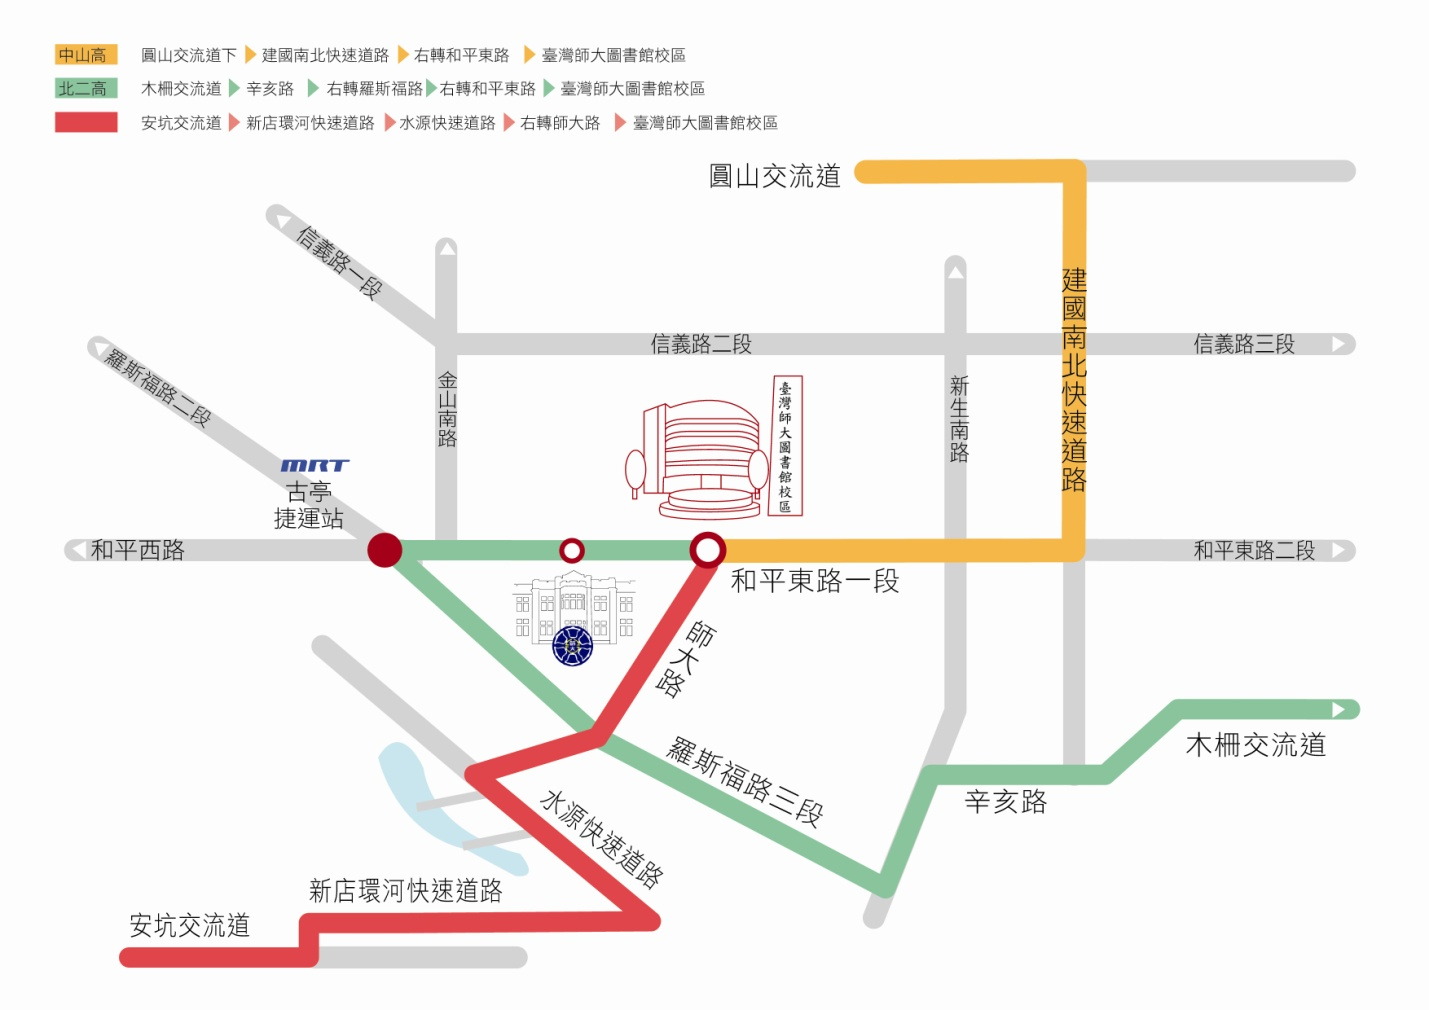 中山高 圓山交流道下 建國南北快速道路 右轉和平東路 臺灣師大圖書館校區
北二高 木柵交流道 辛亥路 右轉羅斯福路 右轉和平東路 臺灣師大圖書館校區
安坑交流道 新店環河快速道路 水源快速道路 右轉師大路 臺灣師大圖書館校區
圓山交流道
信義路一段
建國南北快速道路
信義路二段
信義路三段
羅斯福路二段
金山南路
臺灣師大圖書館校區
新生南路
MRT
古亭
捷運站
和平西路
和平東路二段
和平東路一段
師大路
羅斯福路三段
木柵交流道
辛亥路
水源快速道路
新店環河快速道路
安坑交流道